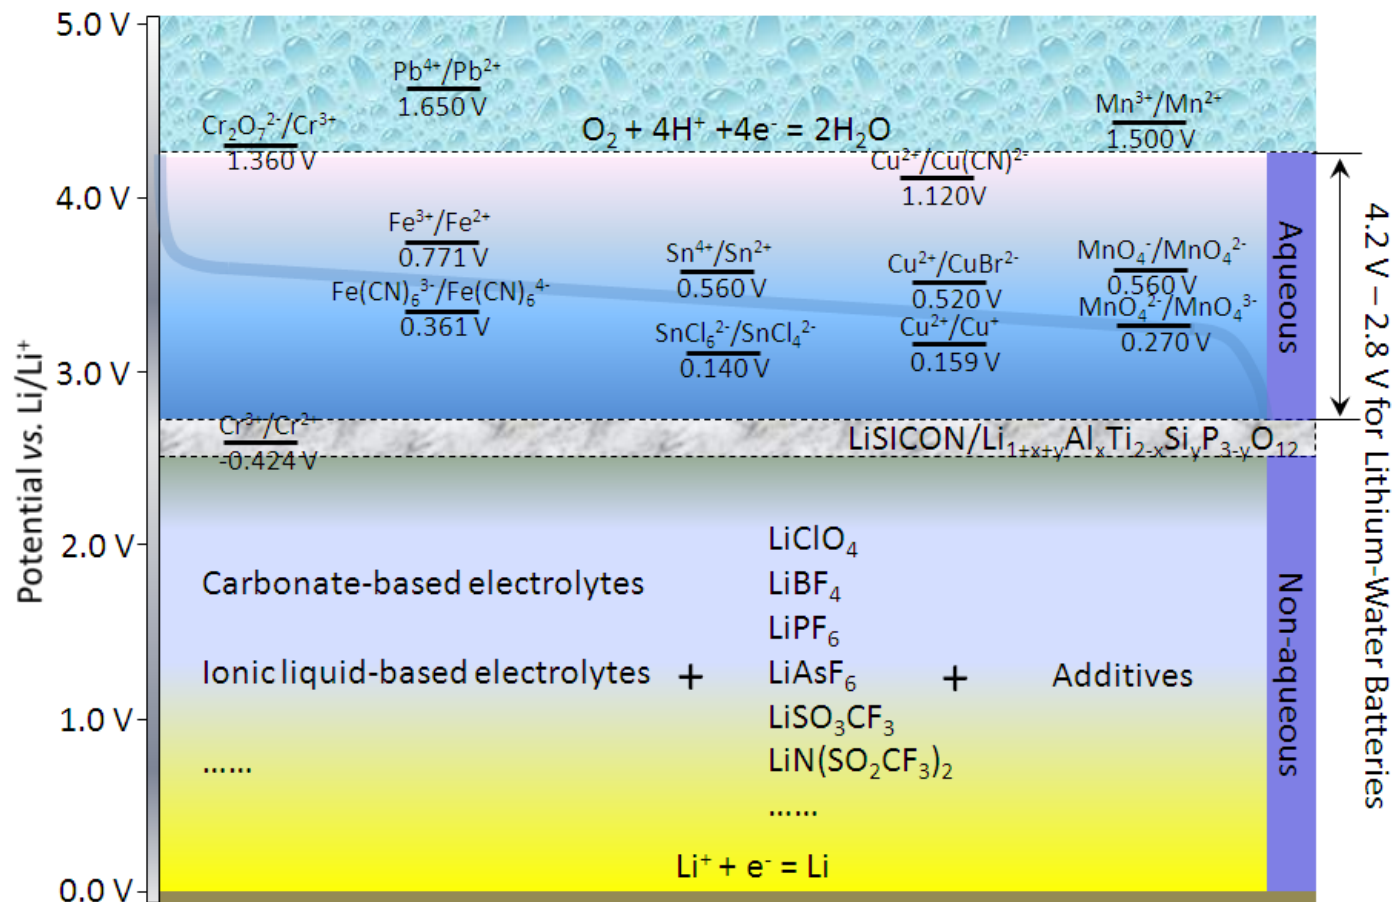 5.0 V
Pb⁴⁺/Pb²⁺
1.650 V
Cr₂O₇²⁻/Cr³⁺
1.360 V
O₂ + 4H⁺ +4e⁻ = 2H₂O
Mn³⁺/Mn²⁺
1.500 V
Cu²⁺/Cu(CN)²⁻
1.120V
4.0 V
Fe³⁺/Fe²⁺
0.771 V
Sn⁴⁺/Sn²⁺
0.560 V
Cu²⁺/CuBr²⁻
0.520 V
MnO₄⁻/MnO₄²⁻
0.560 V
Fe(CN)₆³⁻/Fe(CN)₆⁴⁻
0.361 V
MnO₄²⁻/MnO₄³⁻
0.270 V
SnCl₆²⁻/SnCl₄²⁻
0.140 V
Cu²⁺/Cu⁺
0.159 V
3.0 V
Aqueous
4.2 V – 2.8 V for Lithium-Water Batteries
Potential vs. Li/Li⁺
Cr³⁺/Cr²⁺
-0.424 V
LiSICON/Li₁₊ₓ₊ᵧAlₓTi₂₋ₓSiᵧP₃₋ᵧO₁₂
2.0 V
Carbonate-based electrolytes
Ionic liquid-based electrolytes
......
+
LiClO₄
LiBF₄
LiPF₆
LiAsF₆
LiSO₃CF₃
LiN(SO₂CF₃)₂
......
+
Additives
Non-aqueous
1.0 V
Li⁺ + e⁻ = Li
0.0 V